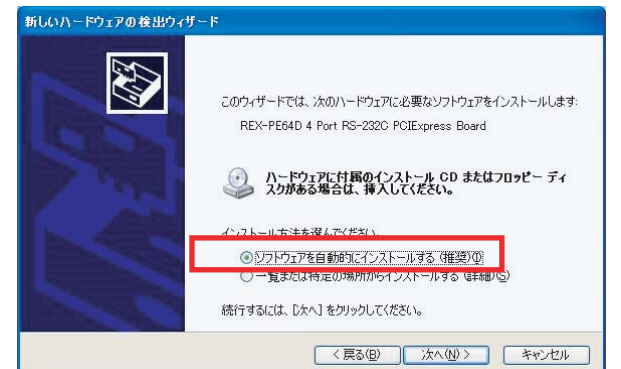 新しいハードウェアの検出ウィザード
このウィザードでは、次のハードウェアに必要なソフトウェアをインストールします:
REX-PE64D 4 Port RS-232C PCIExpress Board
ハードウェアに付属のインストール CD またはフロッピー ディ
スクがある場合は、挿入してください。
インストール方法を選んでください。
ソフトウェアを自動的にインストールする (推奨)(I)
一覧または特定の場所からインストールする (詳細)(S)
続行するには、[次へ] をクリックしてください。
< 戻る(B)
次へ(N) >
キャンセル